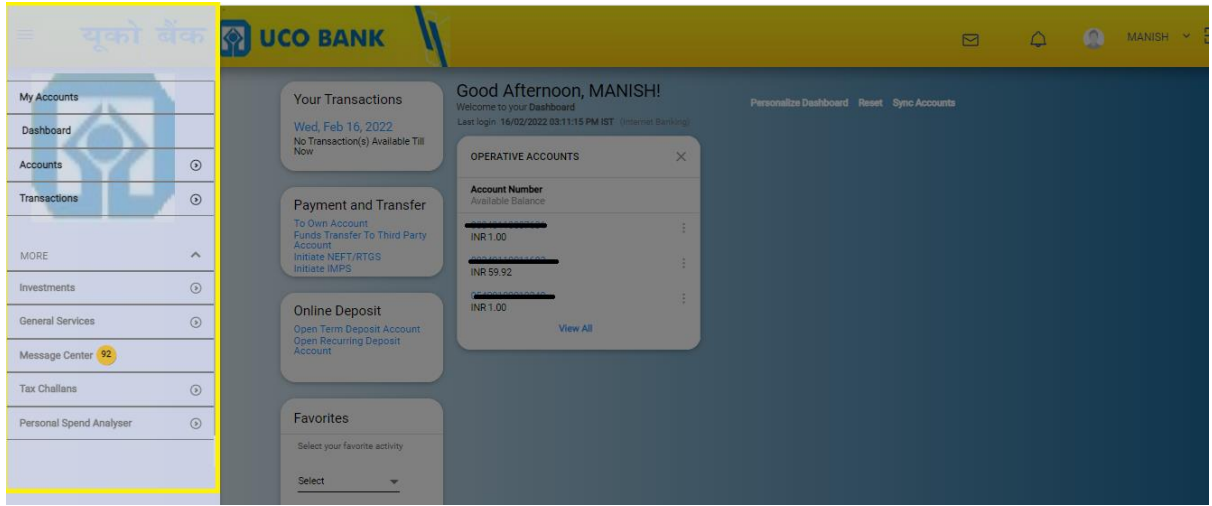 यूको बैंक
UCO BANK
MANISH
My Accounts
Dashboard
Accounts
Transactions
MORE
Investments
General Services
Message Center 92
Tax Challans
Personal Spend Analyser
Your Transactions
Wed, Feb 16, 2022
No Transaction(s) Available Till
Now
Payment and Transfer
To Own Account
Funds Transfer To Third Party
Account
Initiate NEFT/RTGS
Initiate IMPS
Online Deposit
Open Term Deposit Account
Open Recurring Deposit
Account
Favorites
Select your favorite activity
Select
Good Afternoon, MANISH!
Welcome to your Dashboard
Last login 16/02/2022 03:11:15 PM IST (Internet Banking)
Personalize Dashboard Reset Sync Accounts
OPERATIVE ACCOUNTS
Account Number
Available Balance
INR 1.00
INR 59.92
INR 1.00
View All